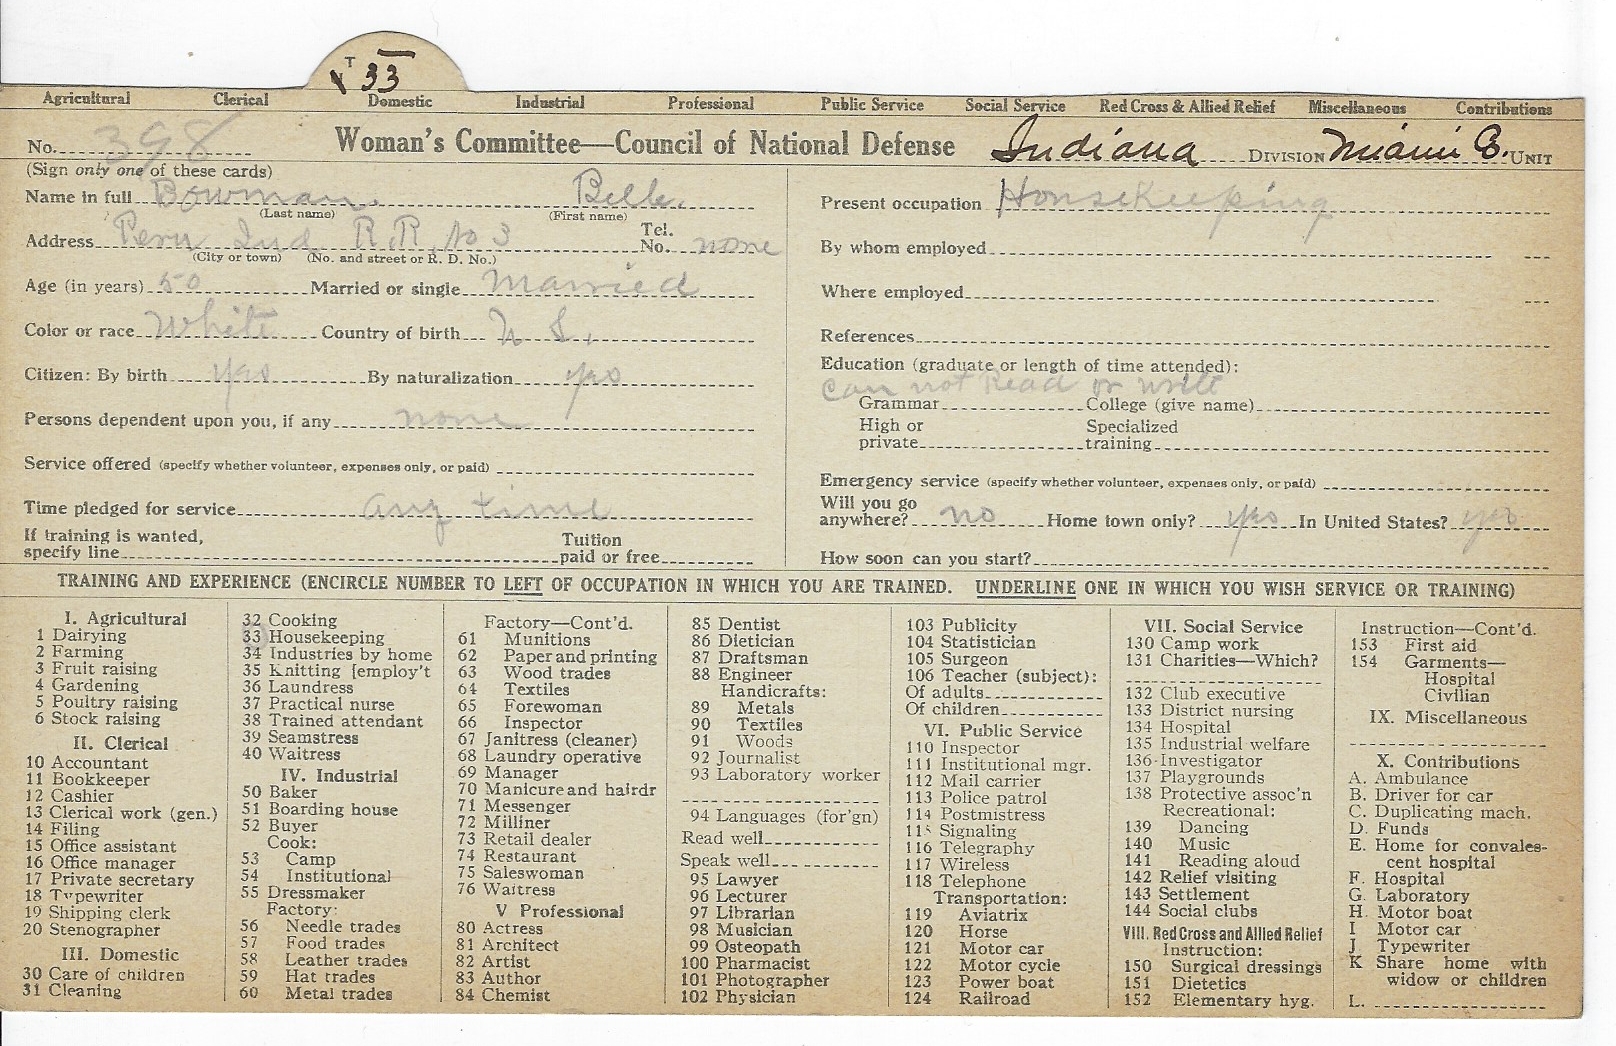 T 33
Agricultural Clerical Domestic Industrial Professional Public Service Social Service Red Cross & Allied Relief Miscellaneous Contributions
No. 398 Woman's Committee—Council of National Defense Indiana DIVISION Miami Co. UNIT
(Sign only one of these cards)
Name in full Bowman. Belle.
(Last name) (First name)
Address Peru Ind. R.R. No 3 Tel. No. none
(City or town) (No. and street or R. D. No.)
Age (in years) 50 Married or single Married
Color or race White Country of birth U S.
Citizen: By birth yes By naturalization yes
Persons dependent upon you, if any none
Service offered (specify whether volunteer, expenses only, or paid)
Time pledged for service any time
If training is wanted,
specify line Tuition paid or free
Present occupation Housekeeping
By whom employed
Where employed
References
Education (graduate or length of time attended):
can not Read or write
Grammar College (give name)
High or private Specialized training
Emergency service (specify whether volunteer, expenses only, or paid)
Will you go anywhere? no Home town only? yes In United States? yes
How soon can you start?
TRAINING AND EXPERIENCE (ENCIRCLE NUMBER TO LEFT OF OCCUPATION IN WHICH YOU ARE TRAINED. UNDERLINE ONE IN WHICH YOU WISH SERVICE OR TRAINING)
I. Agricultural
1 Dairying
2 Farming
3 Fruit raising
4 Gardening
5 Poultry raising
6 Stock raising
II. Clerical
10 Accountant
11 Bookkeeper
12 Cashier
13 Clerical work (gen.)
14 Filing
15 Office assistant
16 Office manager
17 Private secretary
18 Typewriter
19 Shipping clerk
20 Stenographer
III. Domestic
30 Care of children
31 Cleaning
32 Cooking
33 Housekeeping
34 Industries by home
35 Knitting [employ't
36 Laundress
37 Practical nurse
38 Trained attendant
39 Seamstress
40 Waitress
IV. Industrial
50 Baker
51 Boarding house
52 Buyer
Cook:
53 Camp
54 Institutional
55 Dressmaker
Factory:
56 Needle trades
57 Food trades
58 Leather trades
59 Hat trades
60 Metal trades
Factory—Cont'd.
61 Munitions
62 Paper and printing
63 Wood trades
64 Textiles
65 Forewoman
66 Inspector
67 Janitress (cleaner)
68 Laundry operative
69 Manager
70 Manicure and hairdr
71 Messenger
72 Milliner
73 Retail dealer
74 Restaurant
75 Saleswoman
76 Waitress
V Professional
80 Actress
81 Architect
82 Artist
83 Author
84 Chemist
85 Dentist
86 Dietician
87 Draftsman
88 Engineer
Handicrafts:
89 Metals
90 Textiles
91 Woods
92 Journalist
93 Laboratory worker
94 Languages (for'gn)
Read well
Speak well
95 Lawyer
96 Lecturer
97 Librarian
98 Musician
99 Osteopath
100 Pharmacist
101 Photographer
102 Physician
103 Publicity
104 Statistician
105 Surgeon
106 Teacher (subject):
Of adults
Of children
VI. Public Service
110 Inspector
111 Institutional mgr.
112 Mail carrier
113 Police patrol
114 Postmistress
115 Signaling
116 Telegraphy
117 Wireless
118 Telephone
Transportation:
119 Aviatrix
120 Horse
121 Motor car
122 Motor cycle
123 Power boat
124 Railroad
VII. Social Service
130 Camp work
131 Charities—Which?
132 Club executive
133 District nursing
134 Hospital
135 Industrial welfare
136 Investigator
137 Playgrounds
138 Protective assoc'n
Recreational:
139 Dancing
140 Music
141 Reading aloud
142 Relief visiting
143 Settlement
144 Social clubs
VIII. Red Cross and Allied Relief
Instruction:
150 Surgical dressings
151 Dietetics
152 Elementary hyg.
Instruction—Cont'd.
153 First aid
154 Garments—
Hospital
Civilian
IX. Miscellaneous
X. Contributions
A. Ambulance
B. Driver for car
C. Duplicating mach.
D. Funds
E. Home for convales-
cent hospital
F. Hospital
G. Laboratory
H. Motor boat
I Motor car
J. Typewriter
K Share home with
widow or children
L.